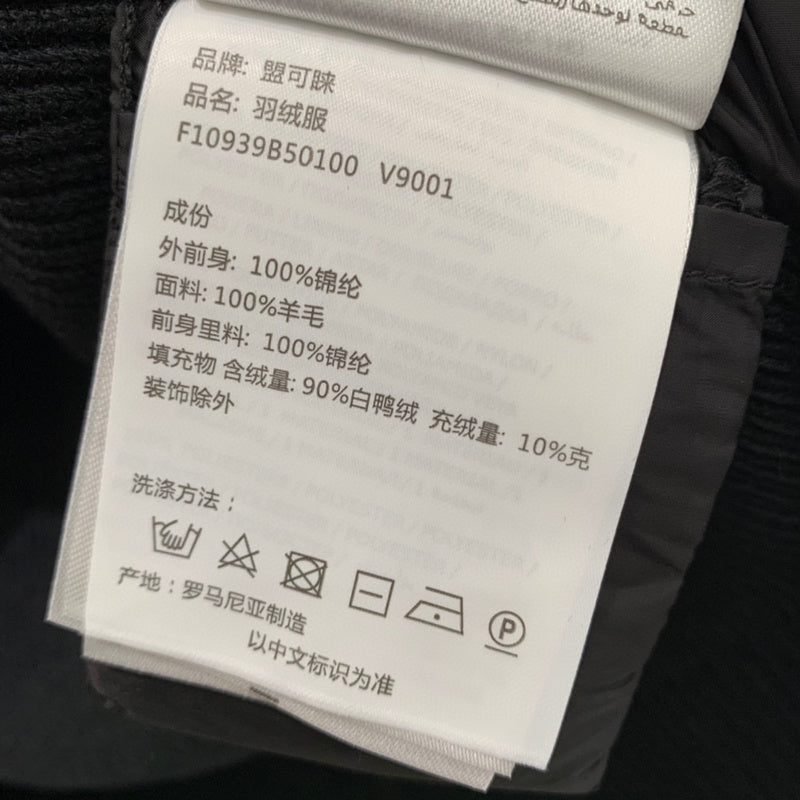 品牌: 盟可睐
品名: 羽绒服
F10939B50100 V9001
成份
外前身: 100%锦纶
面料: 100%羊毛
前身里料: 100%锦纶
填充物 含绒量: 90%白鸭绒 充绒量: 10%克
装饰除外
洗涤方法：
P
产地：罗马尼亚制造
以中文标识为准